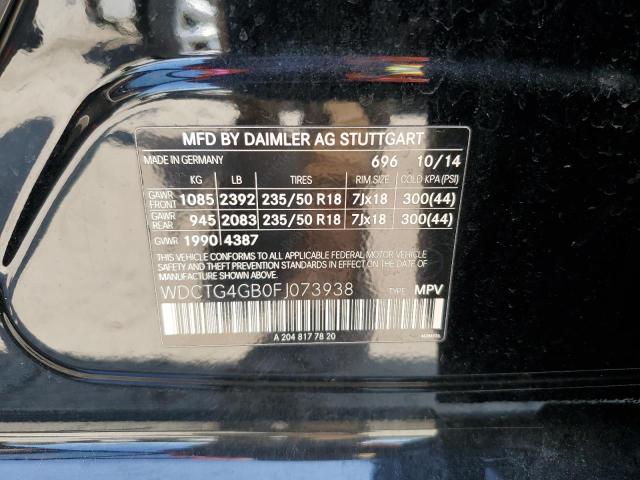 MFD BY DAIMLER AG STUTTGART
MADE IN GERMANY 696 10/14
KG LB TIRES RIM SIZE COLD KPA(PSI)
GAWR FRONT 1085 2392 235/50 R18 7Jx18 300(44)
GAWR REAR 945 2083 235/50 R18 7Jx18 300(44)
GVWR 1990 4387
THIS VEHICLE CONFORMS TO ALL APPLICABLE FEDERAL MOTOR VEHICLE
SAFETY, BUMPER AND THEFT PREVENTION STANDARDS IN EFFECT
ON THE DATE OF MANUFACTURE SHOWN ABOVE.
WDCTG4GB0FJ073938 TYPE: MPV
A 204 817 78 20